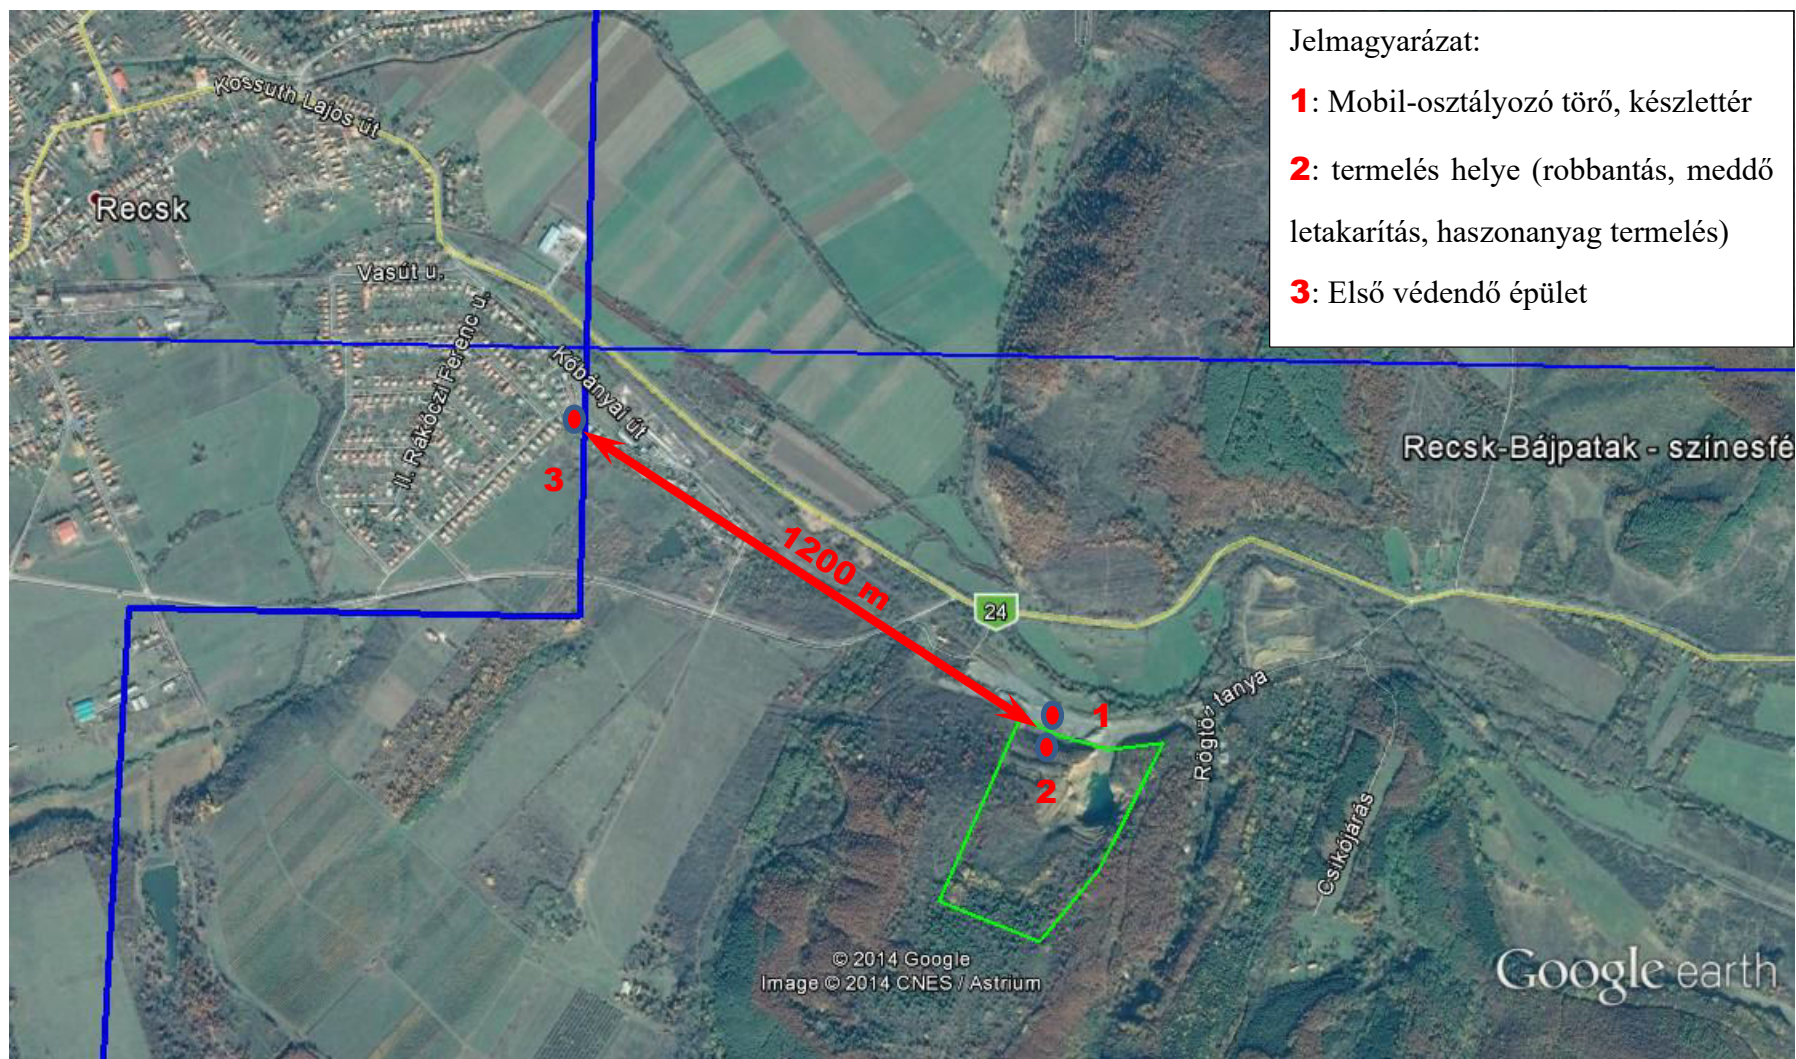 Jelmagyarázat:
1: Mobil-osztályozó törő, készlettér
2: termelés helye (robbantás, meddő
letakarítás, haszonanyag termelés)
3: Első védendő épület
Kossuth Lajos út
Recsk
Vasút u.
II. Rákóczi Ferenc u.
Kőbányai út
3
1200 m
Recsk-Bájpatak - színesfé
24
Rögtön tanya
1
2
Csikójárás
© 2014 Google
Image © 2014 CNES / Astrium
Google earth